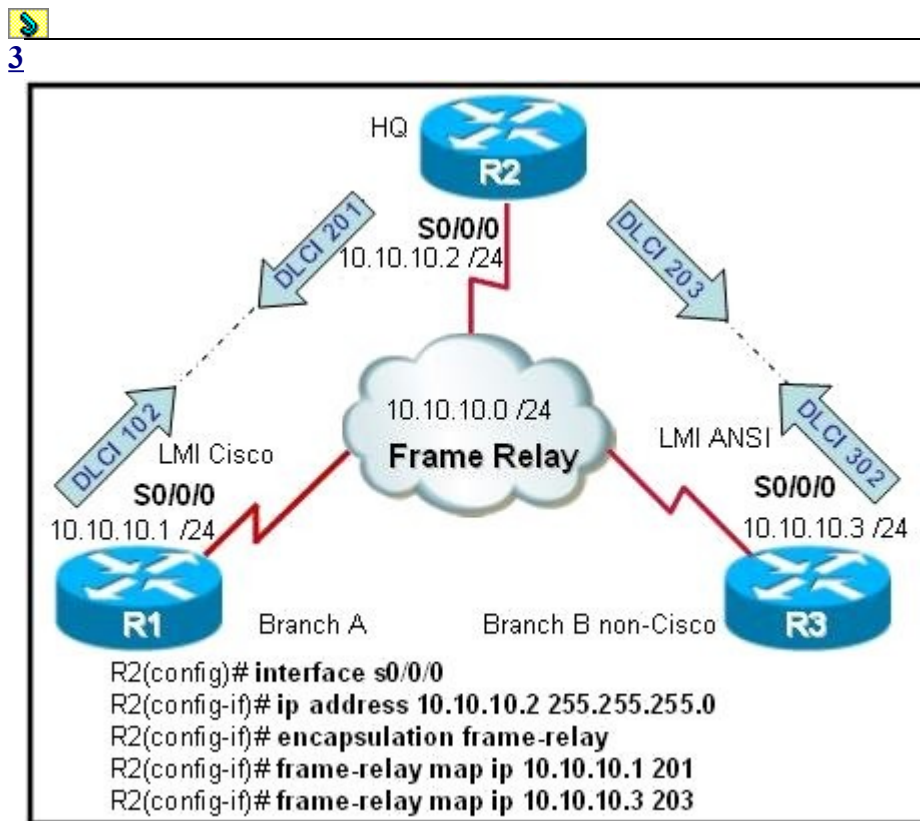 3
HQ
R2
S0/0/0
10.10.10.2 /24
DLCI 201
DLCI 203
10.10.10.0 /24
Frame Relay
DLCI 102
LMI Cisco
LMI ANSI
DLCI 302
S0/0/0
10.10.10.1 /24
S0/0/0
10.10.10.3 /24
R1
Branch A
Branch B non-Cisco
R3
R2(config)# interface s0/0/0
R2(config-if)# ip address 10.10.10.2 255.255.255.0
R2(config-if)# encapsulation frame-relay
R2(config-if)# frame-relay map ip 10.10.10.1 201
R2(config-if)# frame-relay map ip 10.10.10.3 203